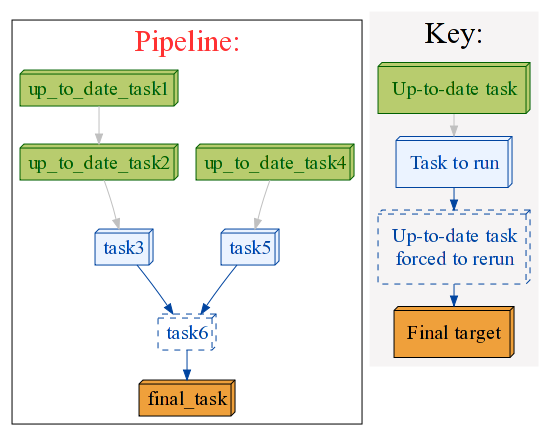 Pipeline:
up_to_date_task1
up_to_date_task2
up_to_date_task4
task3
task5
task6
final_task
Key:
Up-to-date task
Task to run
Up-to-date task
forced to rerun
Final target